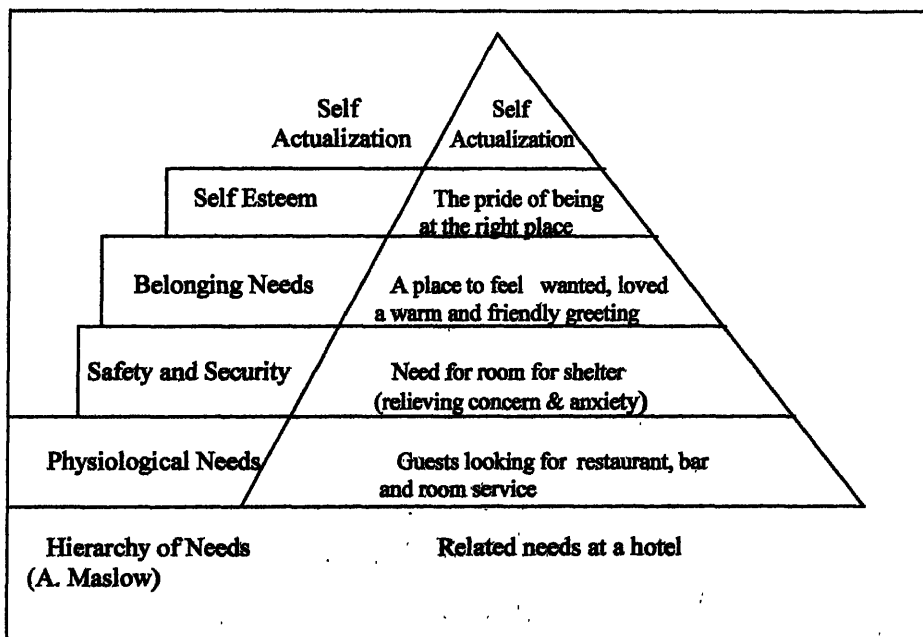 Self
Actualization
Self
Actualization
Self Esteem
The pride of being
at the right place
Belonging Needs
A place to feel wanted, loved
a warm and friendly greeting
Safety and Security
Need for room for shelter
(relieving concern & anxiety)
Physiological Needs
Guests looking for restaurant, bar
and room service
Hierarchy of Needs
(A. Maslow)
Related needs at a hotel